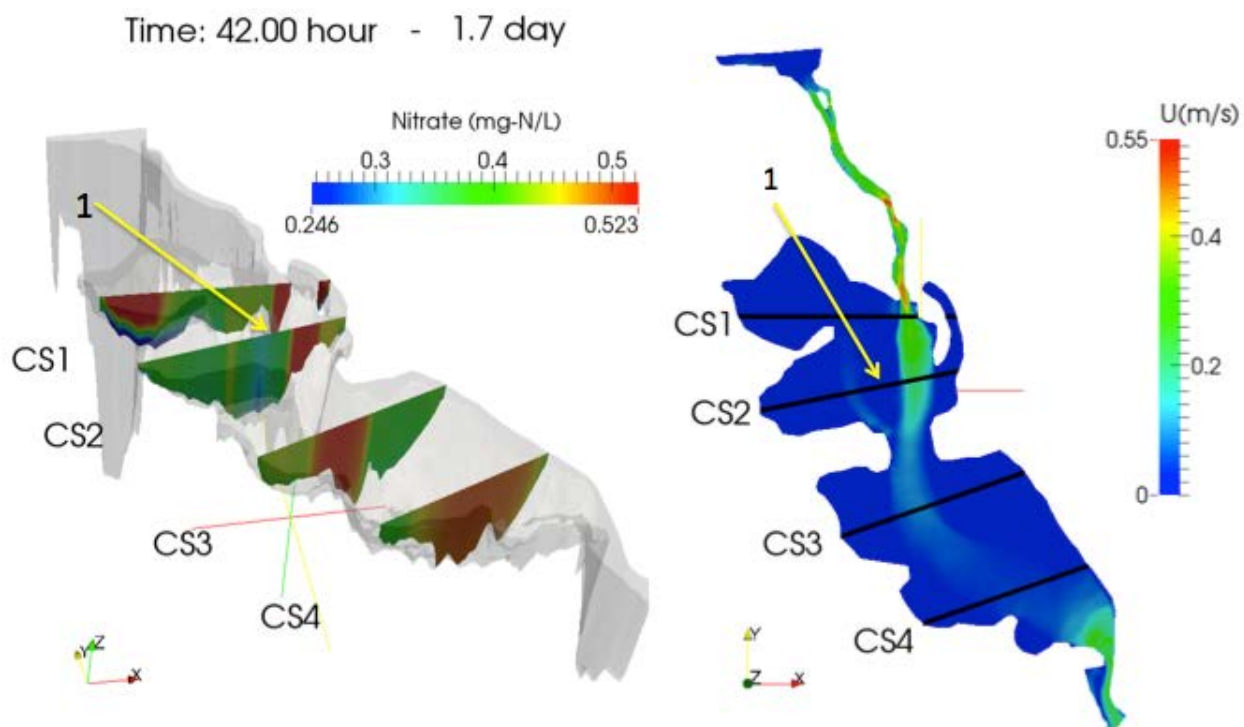 Time: 42.00 hour - 1.7 day
Nitrate (mg-N/L)
0.3 0.4 0.5
0.246 0.523
1
CS1
CS2
CS3
CS4
Y Z X
U(m/s)
0.55
0.4
0.2
0
1
CS1
CS2
CS3
CS4
Y
Z X